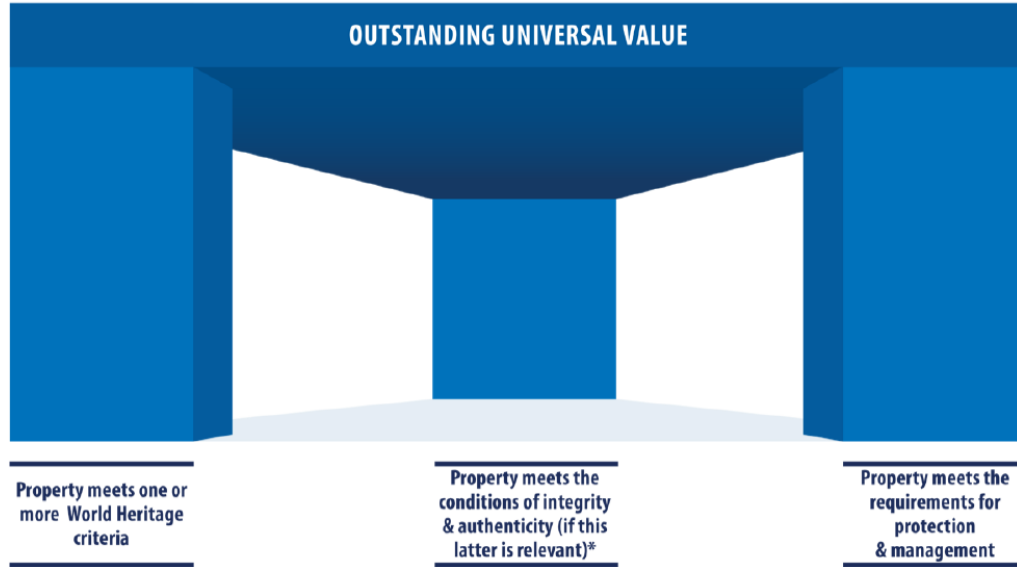 OUTSTANDING UNIVERSAL VALUE
Property meets one or
more World Heritage
criteria
Property meets the
conditions of integrity
& authenticity (if this
latter is relevant)*
Property meets the
requirements for
protection
& management